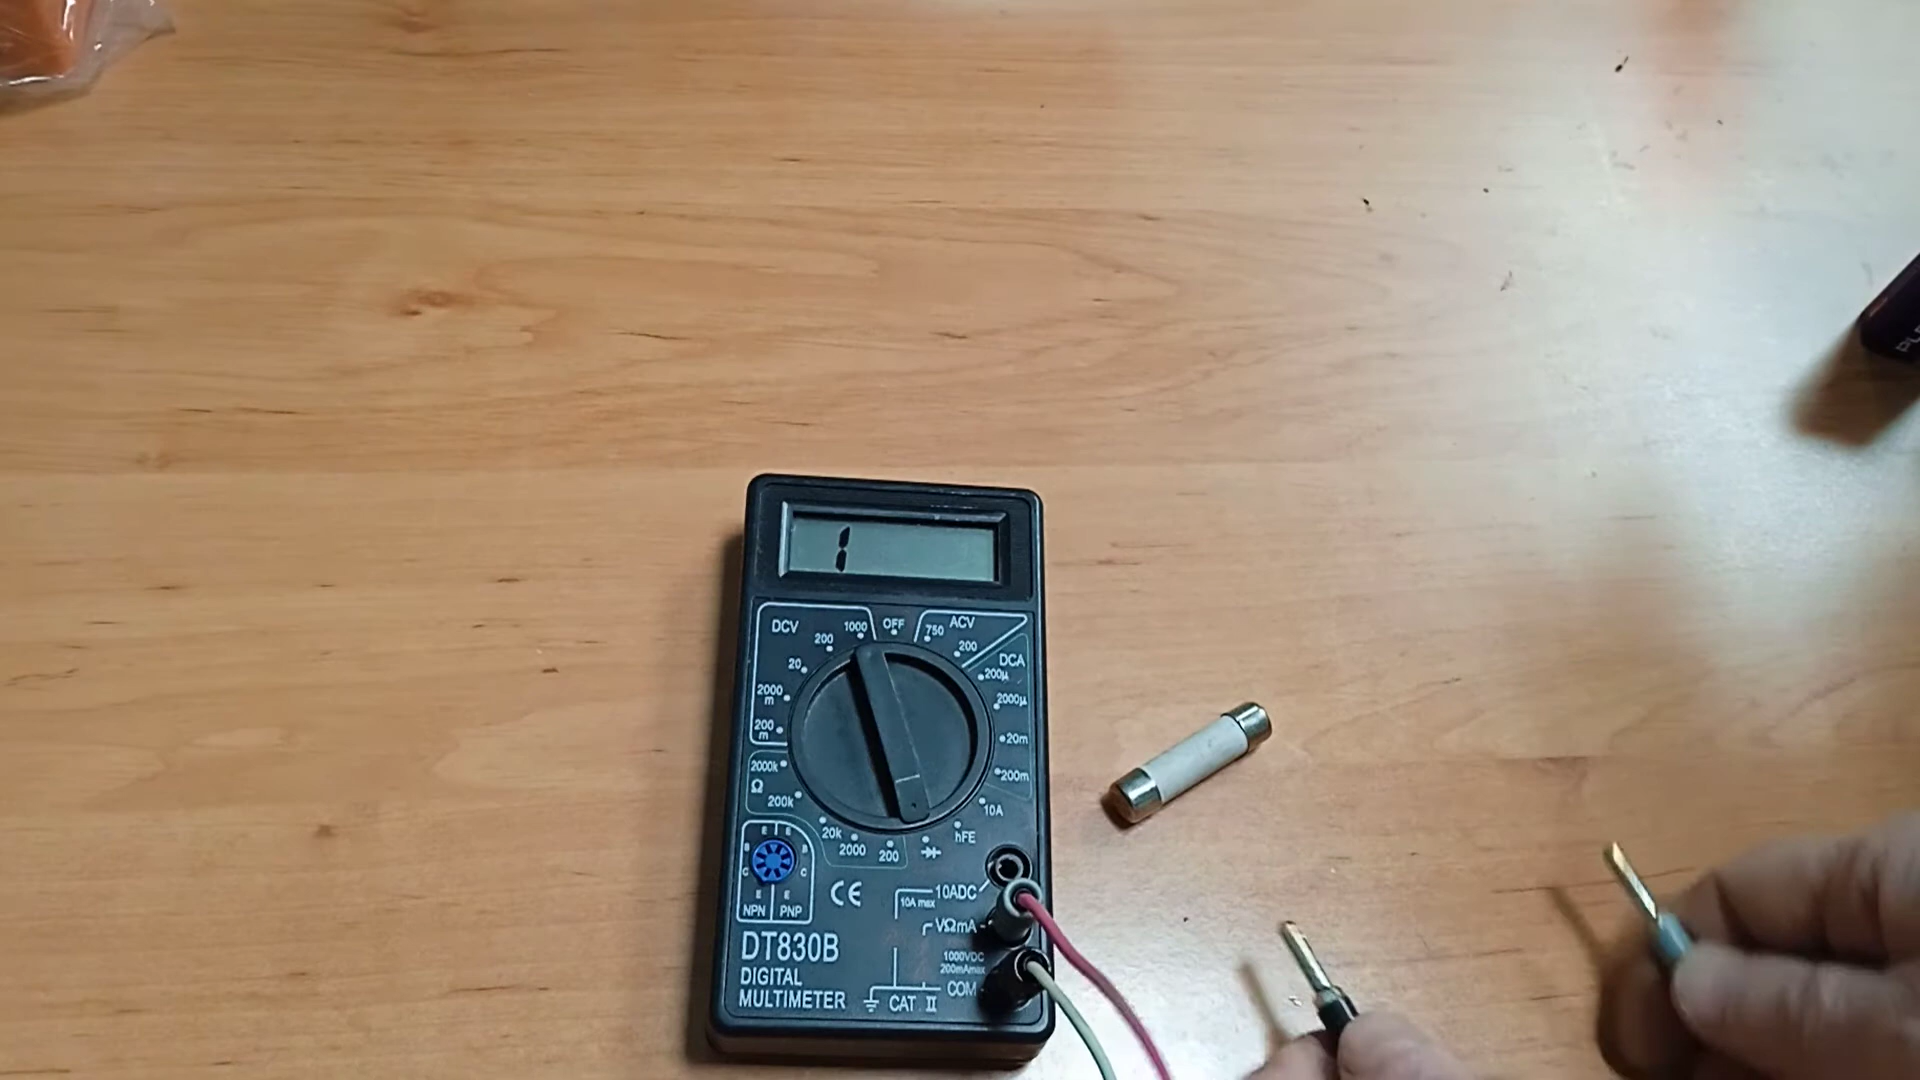 1
DCV
1000
OFF
750
ACV
200
200
20
DCA
200µ
2000
m
2000µ
200
m
20m
2000k
200m
Ω
200k
10A
20k
hFE
2000
200
E E
B B
C C
E E
NPN PNP
CE
10ADC
10A max
VΩmA
DT830B
DIGITAL
MULTIMETER
1000VDC
200mAmax
COM
CAT II